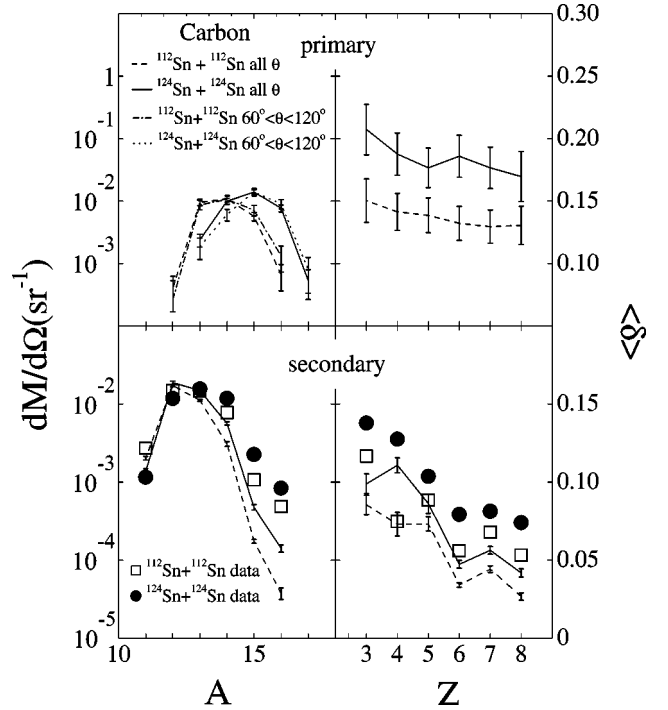 Carbon
primary
¹¹²Sn + ¹¹²Sn all θ
¹²⁴Sn + ¹²⁴Sn all θ
¹¹²Sn+¹¹²Sn 60°<θ<120°
¹²⁴Sn+¹²⁴Sn 60°<θ<120°
1
10⁻¹
10⁻²
10⁻³
0.30
0.25
0.20
0.15
0.10
dM/dΩ(sr⁻¹)
<δ>
secondary
10⁻²
10⁻³
10⁻⁴
10⁻⁵
0.15
0.10
0.05
0
¹¹²Sn+¹¹²Sn data
¹²⁴Sn+¹²⁴Sn data
10 15
3 4 5 6 7 8
A
Z